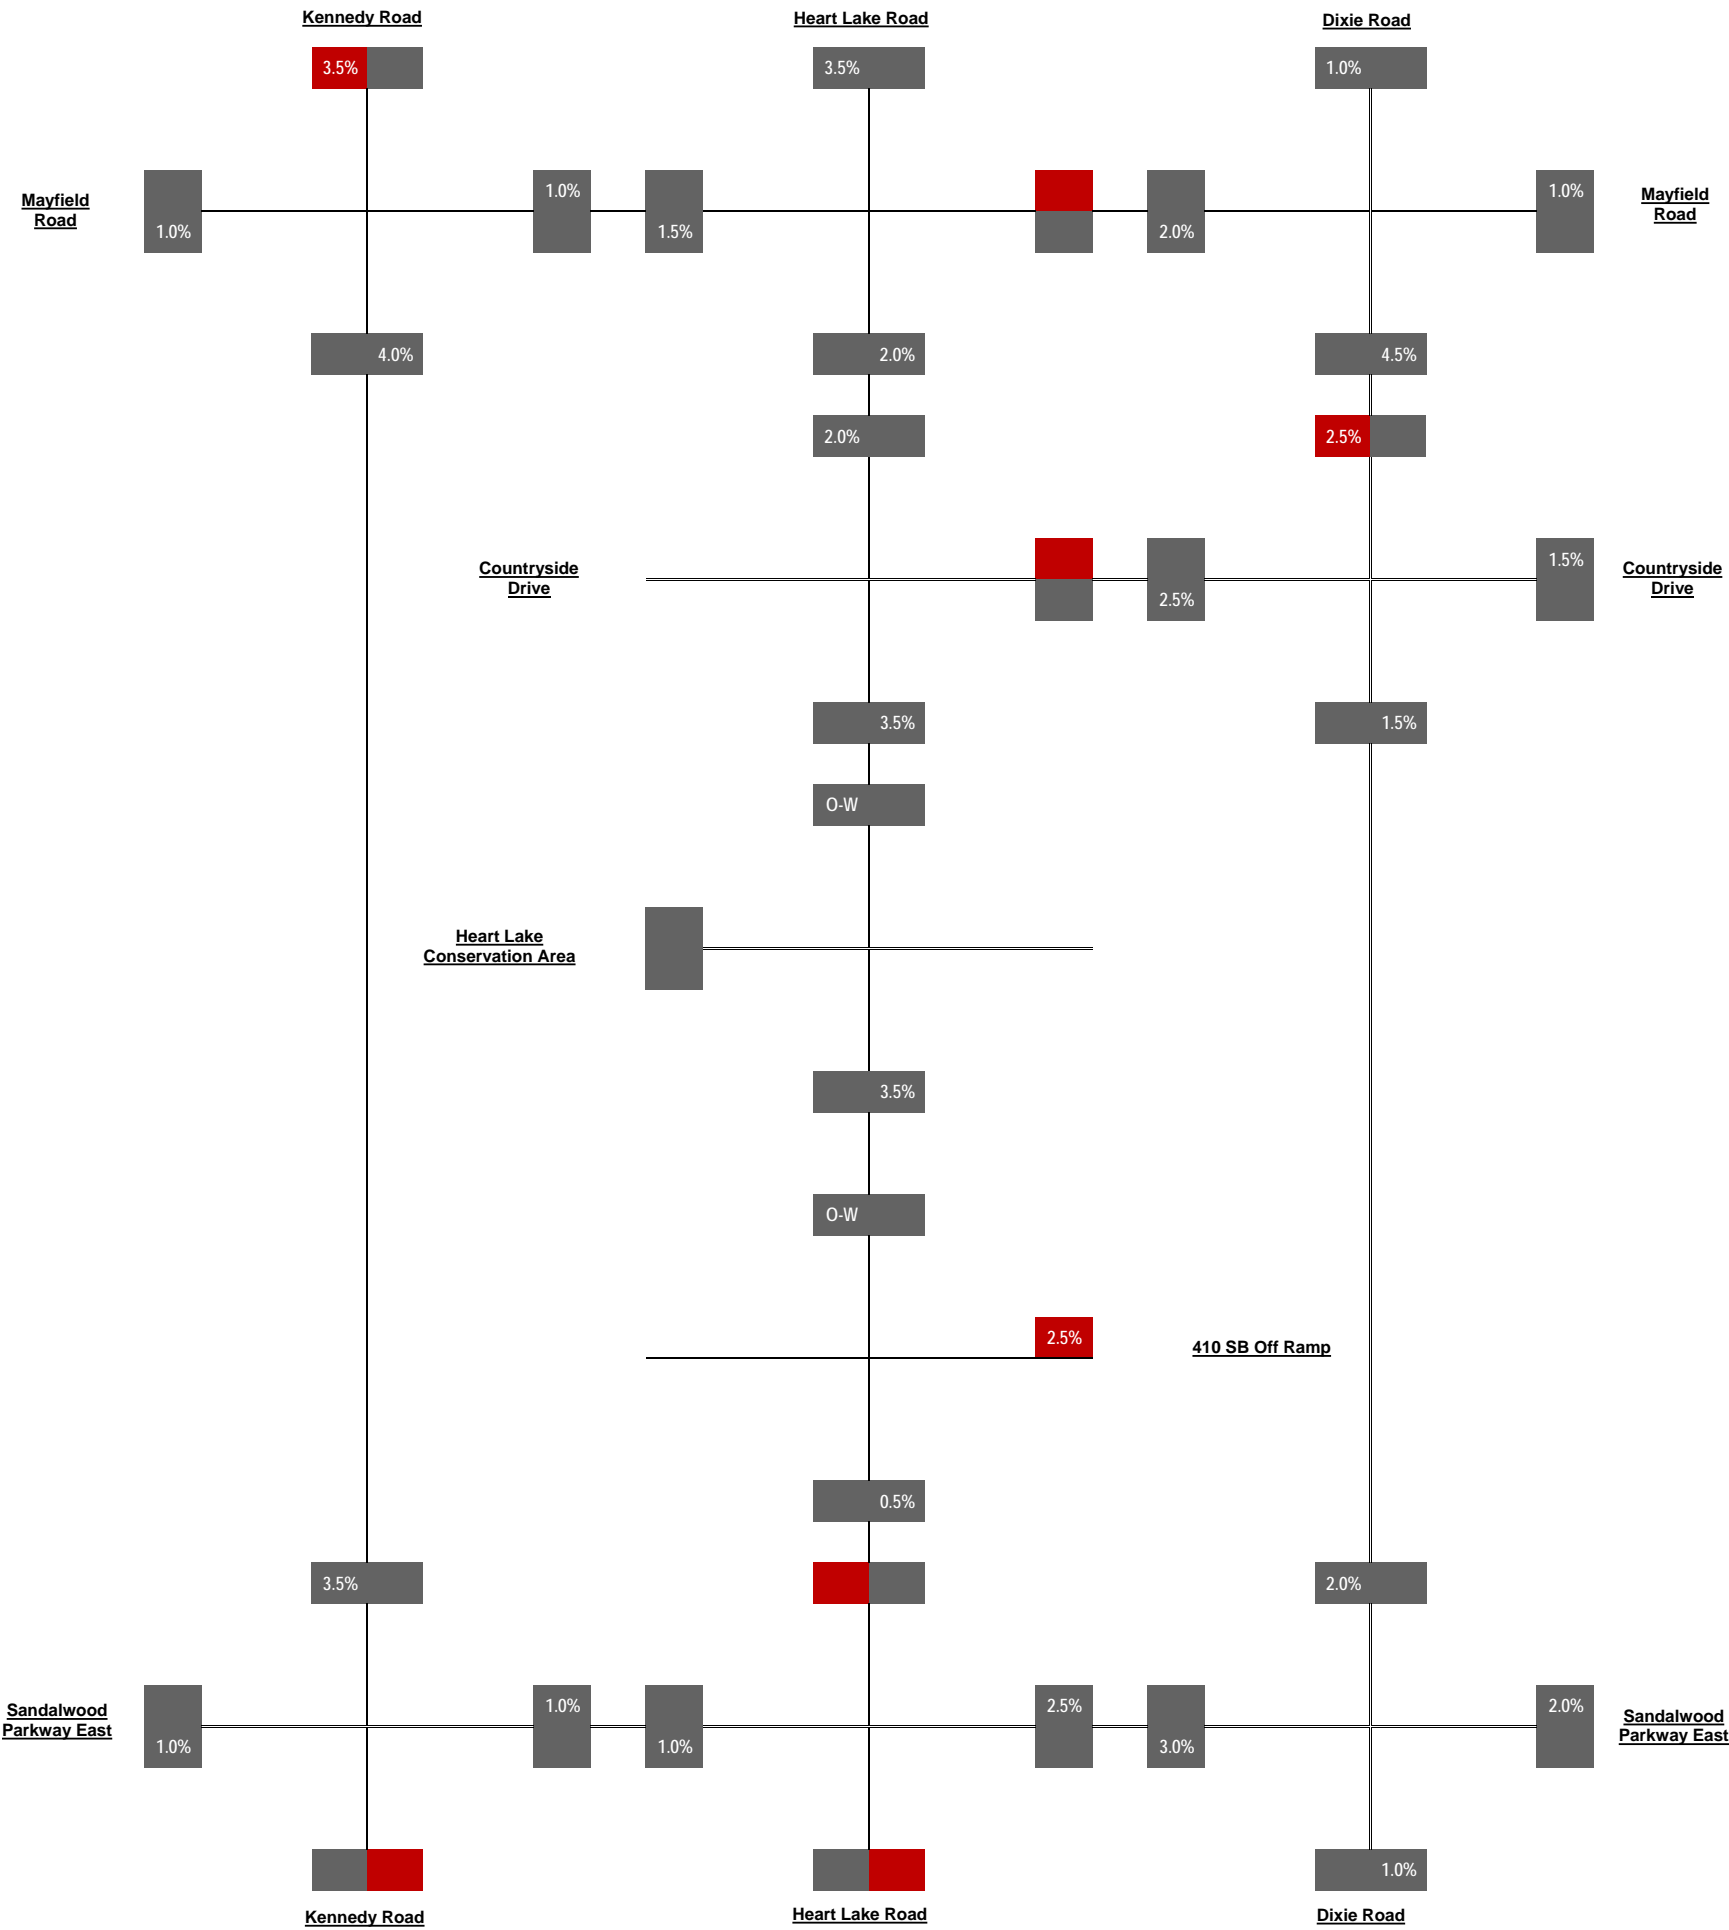 Kennedy Road
Heart Lake Road
Dixie Road
3.5%
3.5%
1.0%
Mayfield
Road
1.0%
1.0%
1.5%
2.0%
1.0%
Mayfield
Road
4.0%
2.0%
4.5%
2.0%
2.5%
Countryside
Drive
2.5%
1.5%
Countryside
Drive
3.5%
1.5%
O-W
Heart Lake
Conservation Area
3.5%
O-W
2.5%
410 SB Off Ramp
0.5%
3.5%
2.0%
Sandalwood
Parkway East
1.0%
1.0%
1.0%
2.5%
3.0%
2.0%
Sandalwood
Parkway East
1.0%
Kennedy Road
Heart Lake Road
Dixie Road